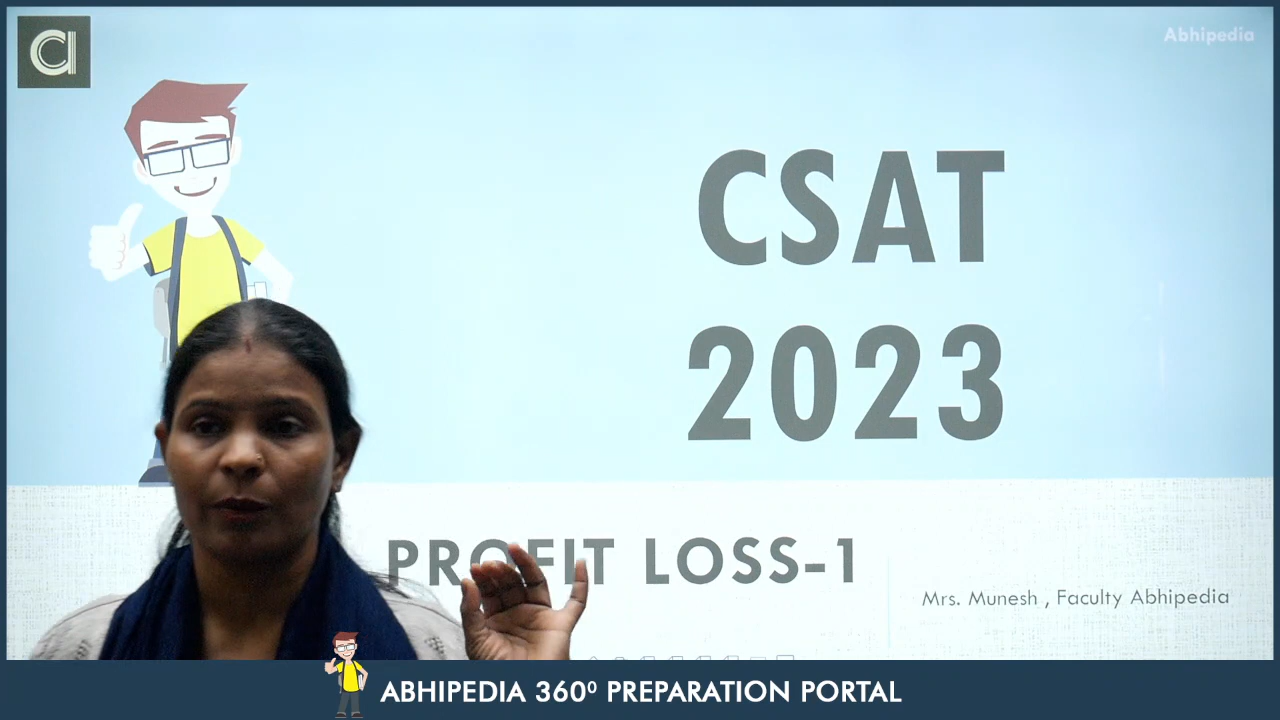 Abhipedia
CSAT
2023
PROFIT LOSS-1
Mrs. Munesh , Faculty Abhipedia
ABHIPEDIA 360⁰ PREPARATION PORTAL